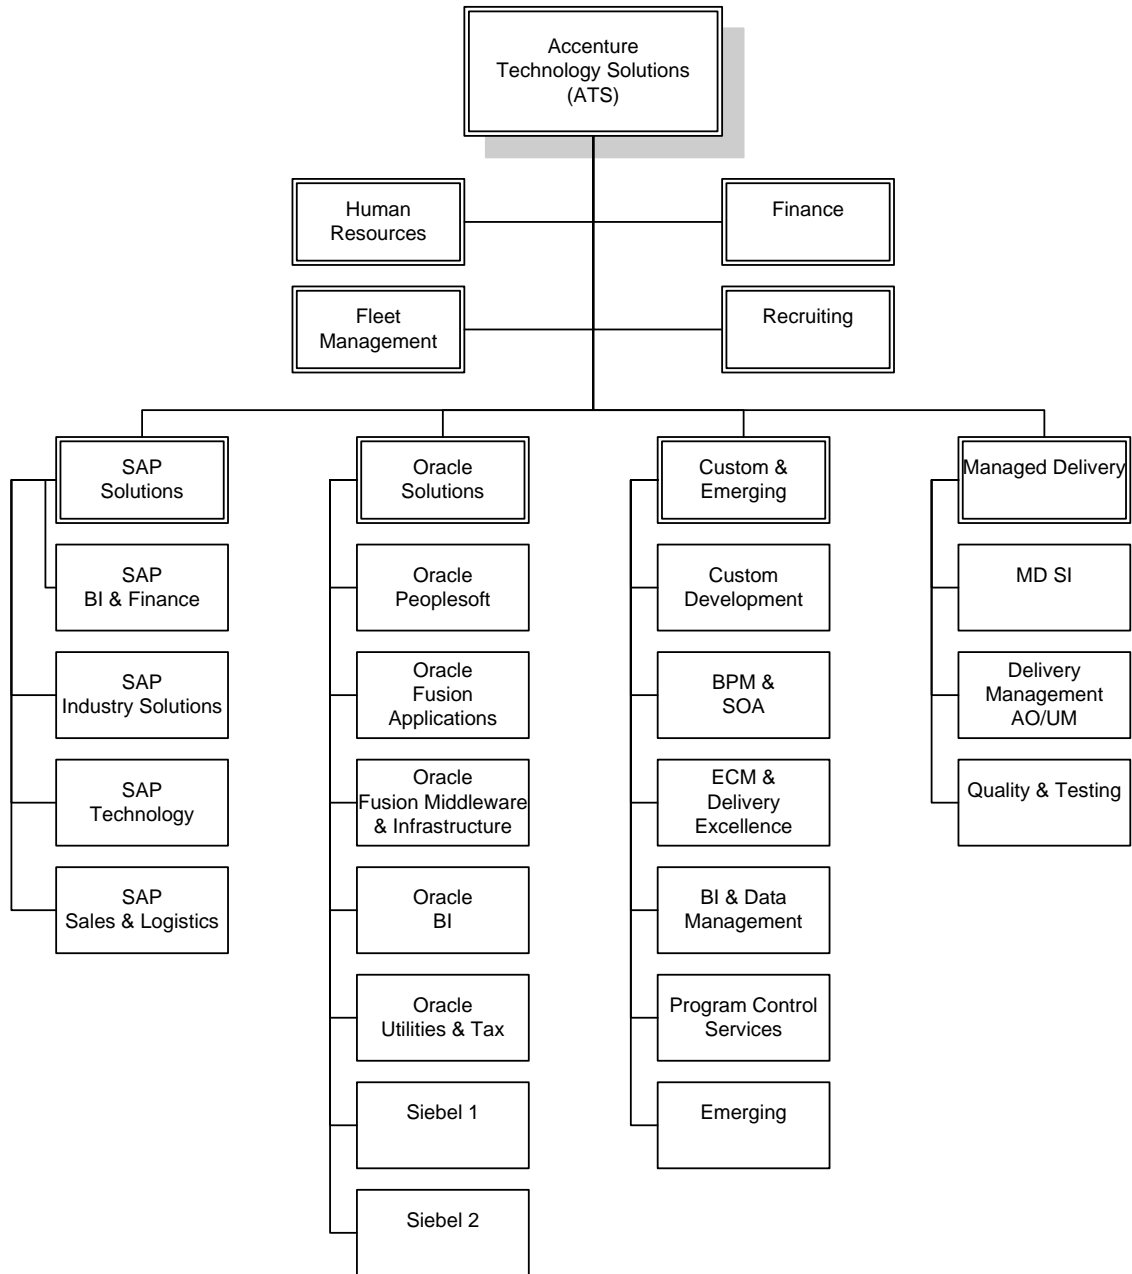 Accenture
Technology Solutions
(ATS)
Human
Resources
Finance
Fleet
Management
Recruiting
SAP
Solutions
Oracle
Solutions
Custom &
Emerging
Managed Delivery
SAP
BI & Finance
Oracle
Peoplesoft
Custom
Development
MD SI
SAP
Industry Solutions
Oracle
Fusion
Applications
BPM &
SOA
Delivery
Management
AO/UM
SAP
Technology
Oracle
Fusion Middleware
& Infrastructure
ECM &
Delivery
Excellence
Quality & Testing
SAP
Sales & Logistics
Oracle
BI
BI & Data
Management
Oracle
Utilities & Tax
Program Control
Services
Siebel 1
Emerging
Siebel 2